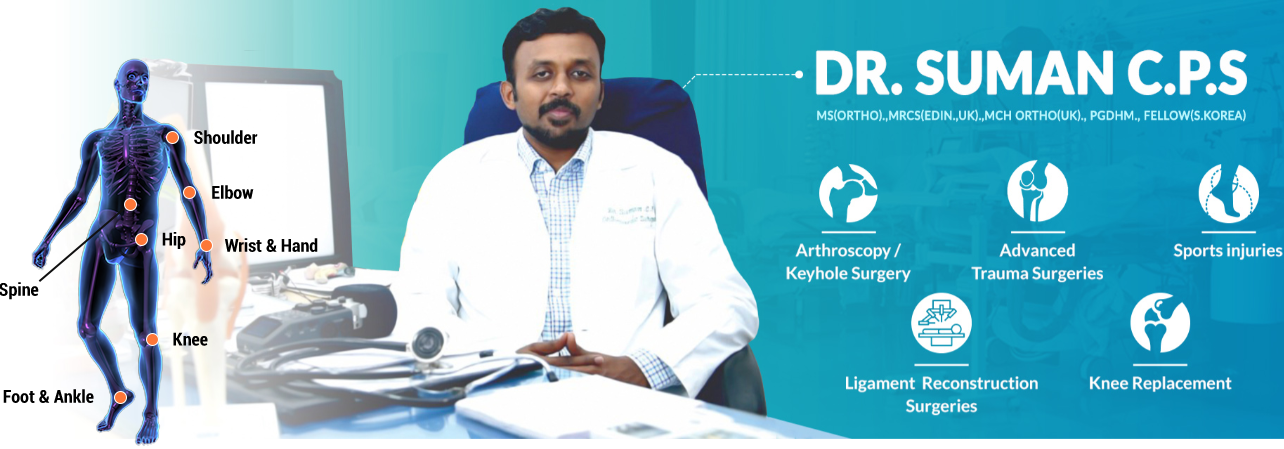 DR. SUMAN C.P.S
MS(ORTHO).,MRCS(EDIN.,UK).,MCH ORTHO(UK)., PGDHM., FELLOW(S.KOREA)
Shoulder
Elbow
Hip
Wrist & Hand
Spine
Knee
Foot & Ankle
Arthroscopy /
Keyhole Surgery
Advanced
Trauma Surgeries
Sports injuries
Ligament Reconstruction
Surgeries
Knee Replacement